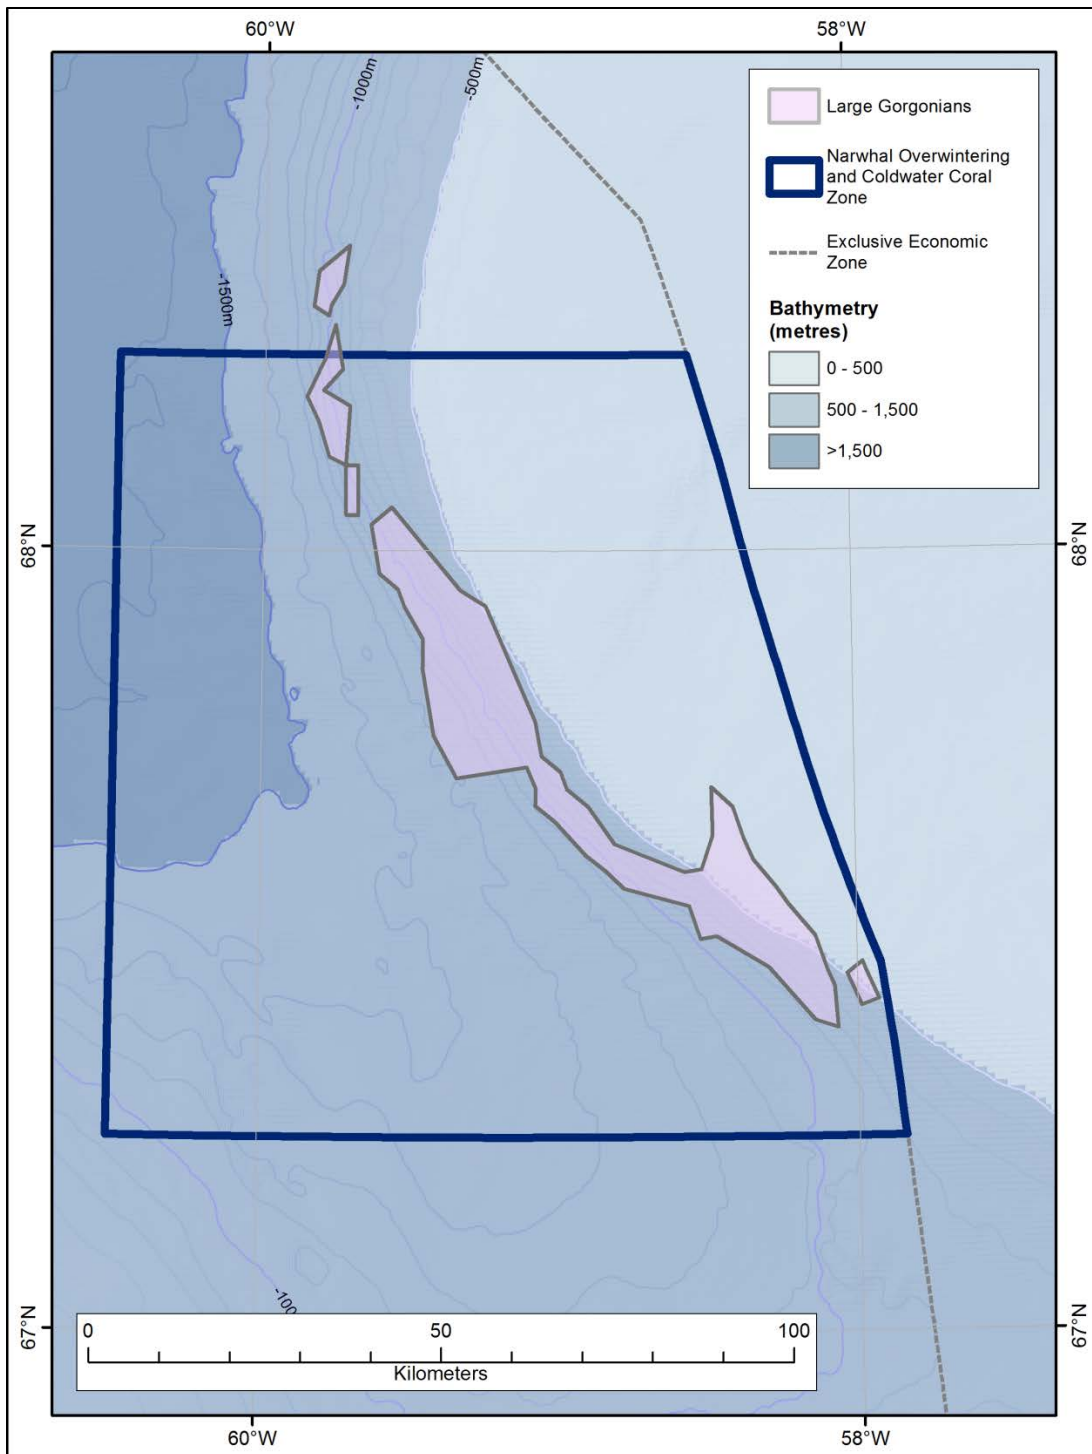 60°W
58°W
-1000m
-500m
Large Gorgonians
Narwhal Overwintering
and Coldwater Coral
Zone
Exclusive Economic
Zone
Bathymetry
(metres)
0 - 500
500 - 1,500
>1,500
-1500m
68°N
68°N
67°N
67°N
-100
0
50
100
Kilometers
60°W
58°W